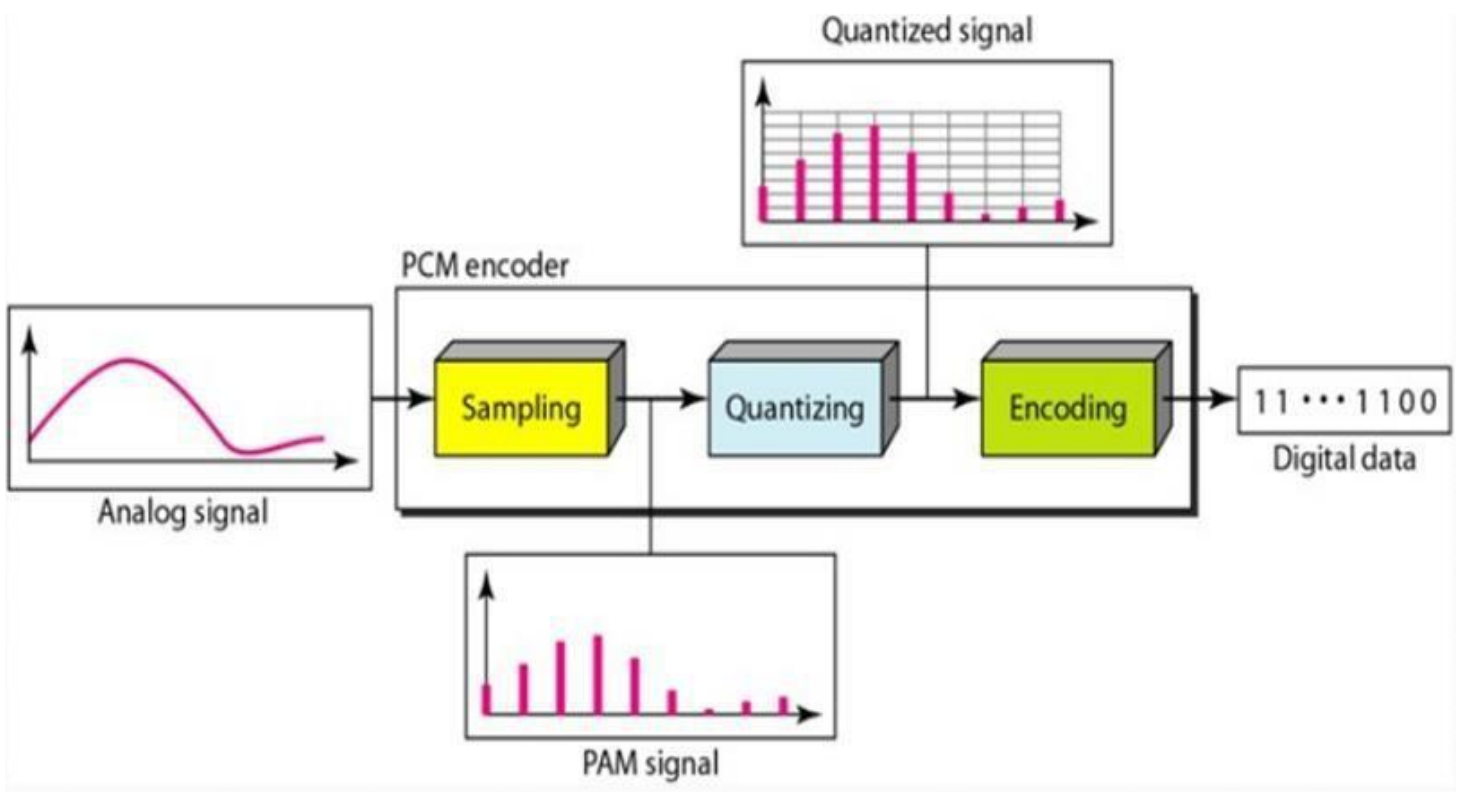 Quantized signal
PCM encoder
Sampling
Quantizing
Encoding
11···1100
Digital data
Analog signal
PAM signal